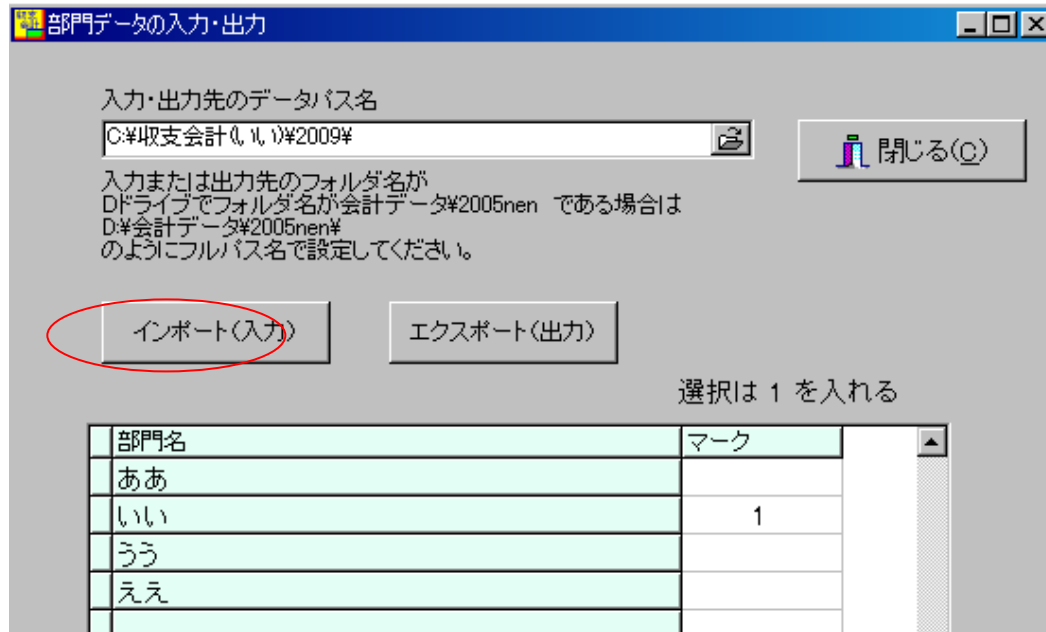 部門データの入力・出力
入力・出力先のデータパス名
C:¥収支会計(いい)¥2009¥
閉じる(C)
入力または出力先のフォルダ名が
Dドライブでフォルダ名が会計データ¥2005nen である場合は
D:¥会計データ¥2005nen¥
のようにフルパス名で設定してください。
インポート(入力) エクスポート(出力)
選択は 1 を入れる
部門名 マーク
ああ
いい 1
うう
ええ